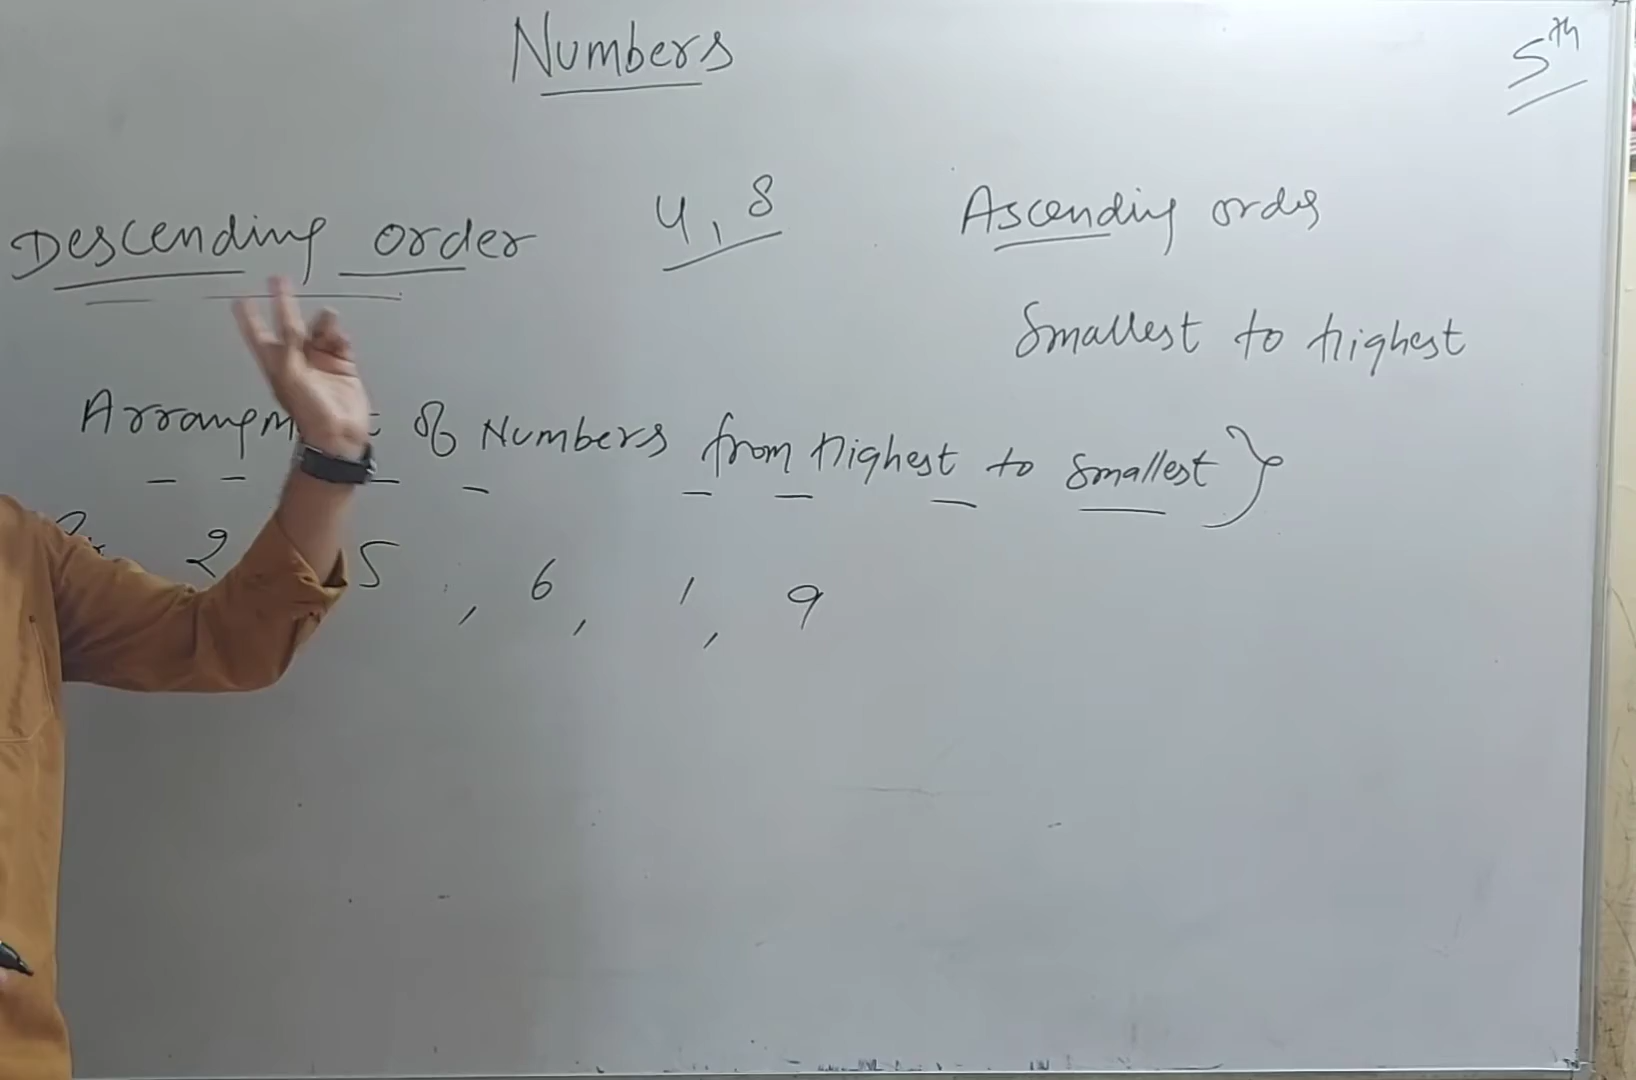 Numbers
5th
Descending order
4, 8
Ascending order
Smallest to highest
of Numbers from highest to smallest }
2 5 , 6 , 1 , 9